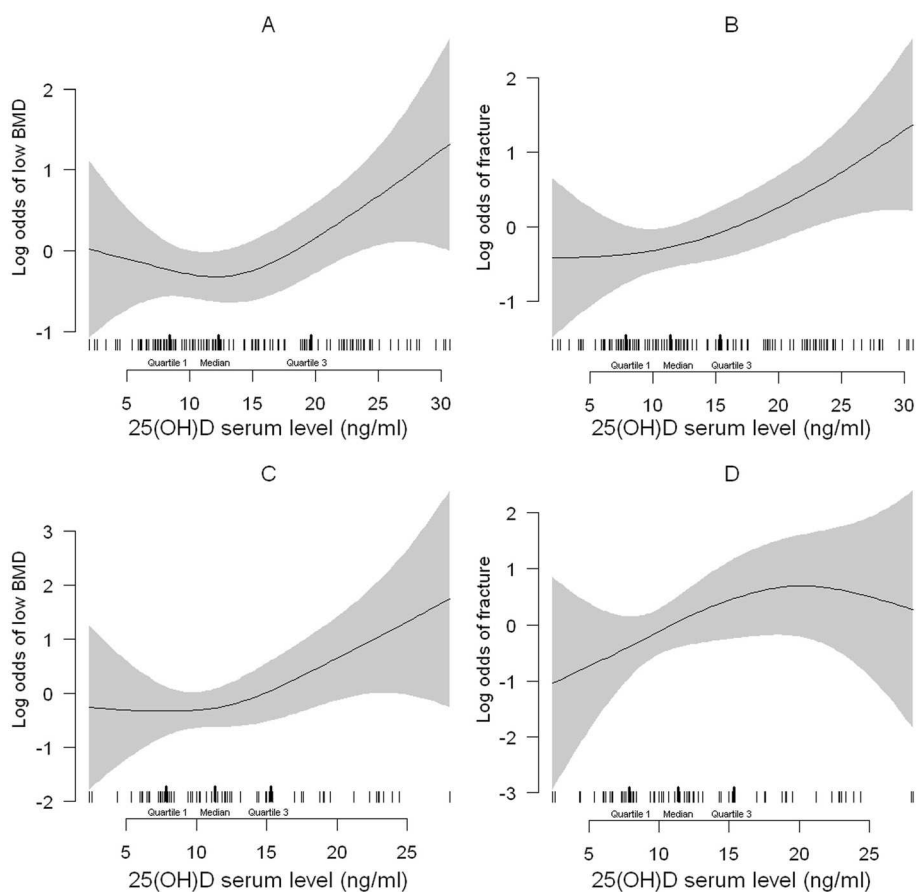 A
Log odds of low BMD
2
1
0
-1
Quartile 1 Median Quartile 3
5 10 15 20 25 30
25(OH)D serum level (ng/ml)
B
Log odds of fracture
2
1
0
-1
Quartile 1 Median Quartile 3
5 10 15 20 25 30
25(OH)D serum level (ng/ml)
C
Log odds of low BMD
3
2
1
0
-1
-2
Quartile 1 Median Quartile 3
5 10 15 20 25
25(OH)D serum level (ng/ml)
D
Log odds of fracture
2
1
0
-1
-2
-3
Quartile 1 Median Quartile 3
5 10 15 20 25
25(OH)D serum level (ng/ml)